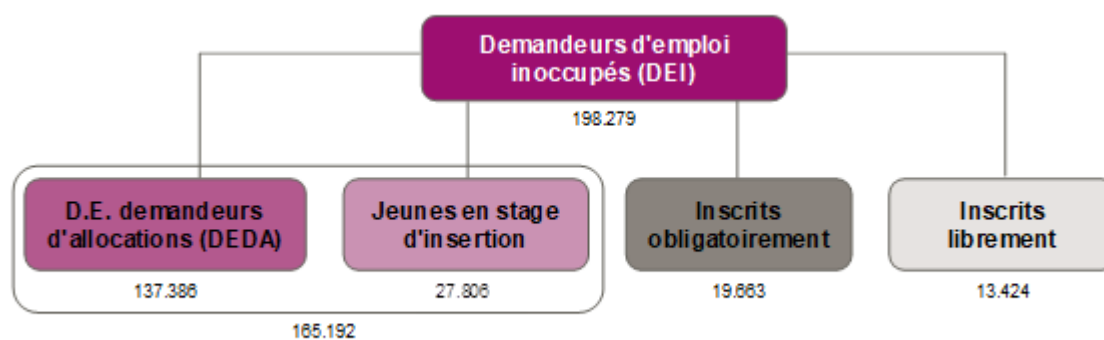 Demandeurs d'emploi
inoccupés (DEI)
198.279
D.E. demandeurs
d'allocations (DEDA)
Jeunes en stage
d'insertion
Inscrits
obligatoirement
Inscrits
librement
137.386
27.806
19.663
13.424
165.192